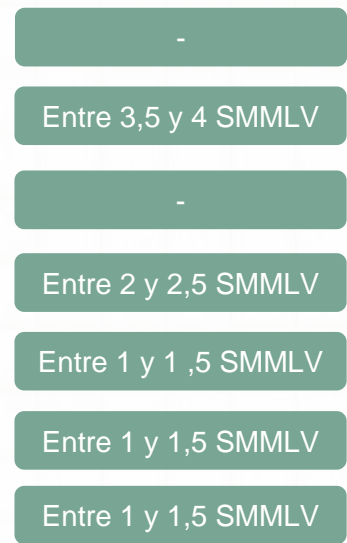 -
Entre 3,5 y 4 SMMLV
-
Entre 2 y 2,5 SMMLV
Entre 1 y 1 ,5 SMMLV
Entre 1 y 1,5 SMMLV
Entre 1 y 1,5 SMMLV